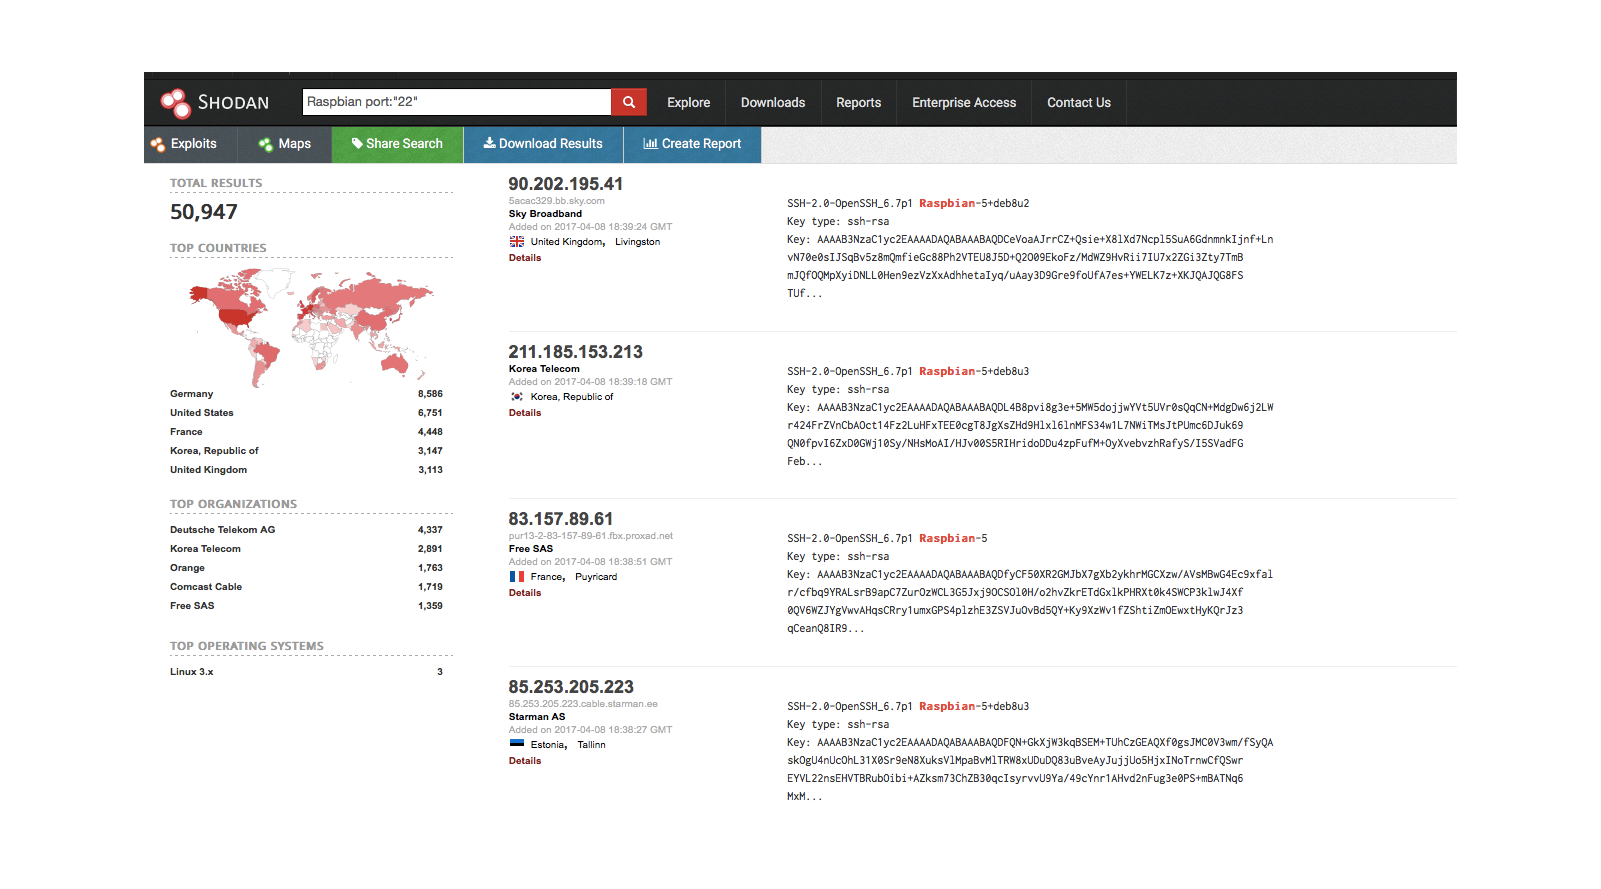 SHODAN
Raspbian port:"22"
Explore
Downloads
Reports
Enterprise Access
Contact Us
Exploits
Maps
Share Search
Download Results
Create Report
TOTAL RESULTS
50,947
TOP COUNTRIES
Germany 8,586
United States 6,751
France 4,448
Korea, Republic of 3,147
United Kingdom 3,113
TOP ORGANIZATIONS
Deutsche Telekom AG 4,337
Korea Telecom 2,891
Orange 1,763
Comcast Cable 1,719
Free SAS 1,359
TOP OPERATING SYSTEMS
Linux 3.x 3
90.202.195.41
5acac329.bb.sky.com
Sky Broadband
Added on 2017-04-08 18:39:24 GMT
United Kingdom, Livingston
Details
SSH-2.0-OpenSSH_6.7p1 Raspbian-5+deb8u2
Key type: ssh-rsa
Key: AAAAB3NzaC1yc2EAAAADAQABAAABAQDCeVoaAJrrCZ+Qsie+X8lXd7Ncpl5SuA6GdnmnkIjnf+Ln
vN70e0sIJSqBv5z8mQmfieGc88Ph2VTEU8J5D+Q2O09EkoFz/MdWZ9HvRii7IU7x2ZGi3Zty7TmB
mJQfOQMpXyiDNLL0Hen9ezVzXxAdhhetaIyq/uAay3D9Gre9foUfA7es+YWELK7z+XKJQAJQG8FS
TUf...
211.185.153.213
Korea Telecom
Added on 2017-04-08 18:39:18 GMT
Korea, Republic of
Details
SSH-2.0-OpenSSH_6.7p1 Raspbian-5+deb8u3
Key type: ssh-rsa
Key: AAAAB3NzaC1yc2EAAAADAQABAAABAQDL4B8pvi8g3e+5MW5dojjwYVt5UVr0sQqCN+MdgDw6j2LW
r424FrZVnCbAOct14Fz2LuHFxTEE0cgT8JgXsZHd9Hlxl6lnMFS34w1L7NWiTMsJtPUmc6DJuk69
QN0fpvI6ZxD0GWj10Sy/NHsMoAI/HJv00S5RIHridoDDu4zpFufM+OyXvebvzhRafyS/I5SVadFG
Feb...
83.157.89.61
pur13-2-83-157-89-61.fbx.proxad.net
Free SAS
Added on 2017-04-08 18:38:51 GMT
France, Puyricard
Details
SSH-2.0-OpenSSH_6.7p1 Raspbian-5
Key type: ssh-rsa
Key: AAAAB3NzaC1yc2EAAAADAQABAAABAQDfyCF50XR2GMJbX7gXb2ykhrMGCXzw/AVsMBwG4Ec9xfal
r/cfbq9YRALsrB9apC7ZurOzWCL3G5Jxj9OCSOl0H/o2hvZkrETdGxlkPHRXt0k4SWCP3klwJ4Xf
0QV6WZJYgVwvAHqsCRry1umxGPS4plzhE3ZSVJuOvBd5QY+Ky9XzWv1fZShtiZmOEwxtHyKQrJz3
qCeanQ8IR9...
85.253.205.223
85.253.205.223.cable.starman.ee
Starman AS
Added on 2017-04-08 18:38:27 GMT
Estonia, Tallinn
Details
SSH-2.0-OpenSSH_6.7p1 Raspbian-5+deb8u3
Key type: ssh-rsa
Key: AAAAB3NzaC1yc2EAAAADAQABAAABAQDFQN+GkXjW3kqBSEM+TUhCzGEAQXf0gsJMC0V3wm/fSyQA
skOgU4nUcOhL31X0Sr9eN8XuksVlMpaBvMlTRW8xUDuDQ83uBveAyJujjUo5HjxINoTrnwCfQSwr
EYVL22nsEHVTBRubOibi+AZksm73ChZB30qcIsyrvvU9Ya/49cYnr1AHvd2nFug3e0PS+mBATNq6
MxM...